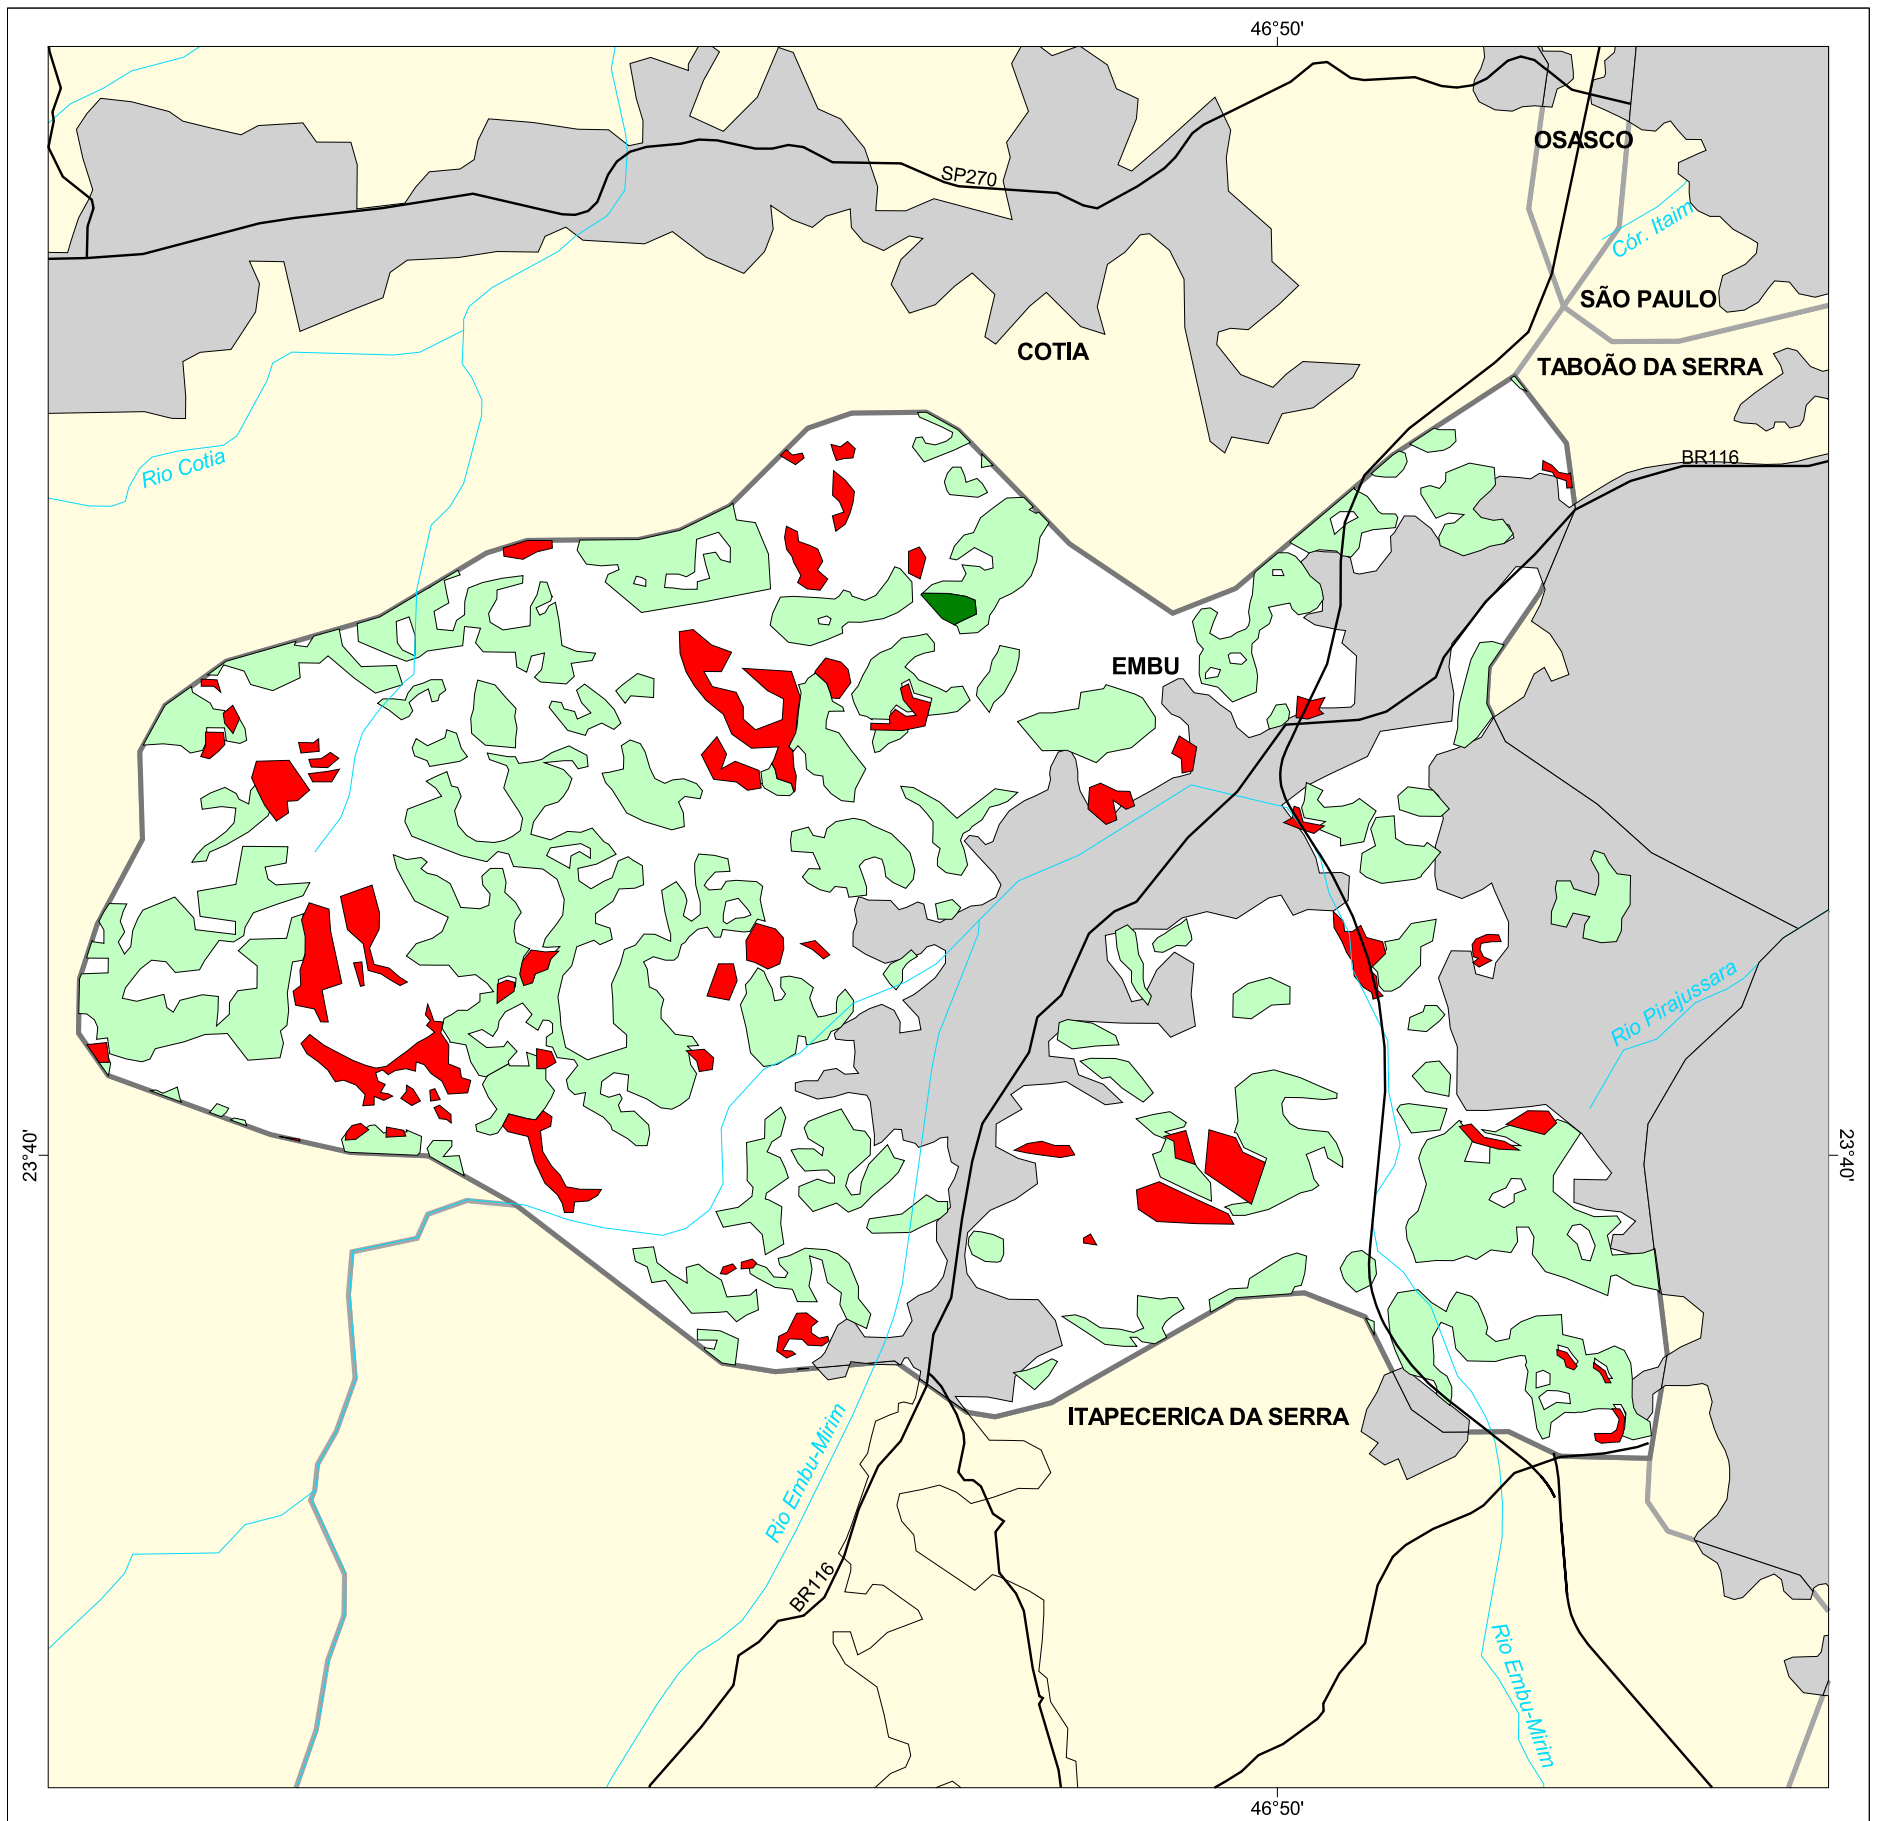 46°50'
OSASCO
SP270
Cór. Itaim
SÃO PAULO
COTIA
TABOÃO DA SERRA
BR116
Rio Cotia
EMBU
Rio Pirajussara
23°40'
23°40'
ITAPECERICA DA SERRA
Rio Embu-Mirim
BR116
Rio Embu-Mirim
46°50'